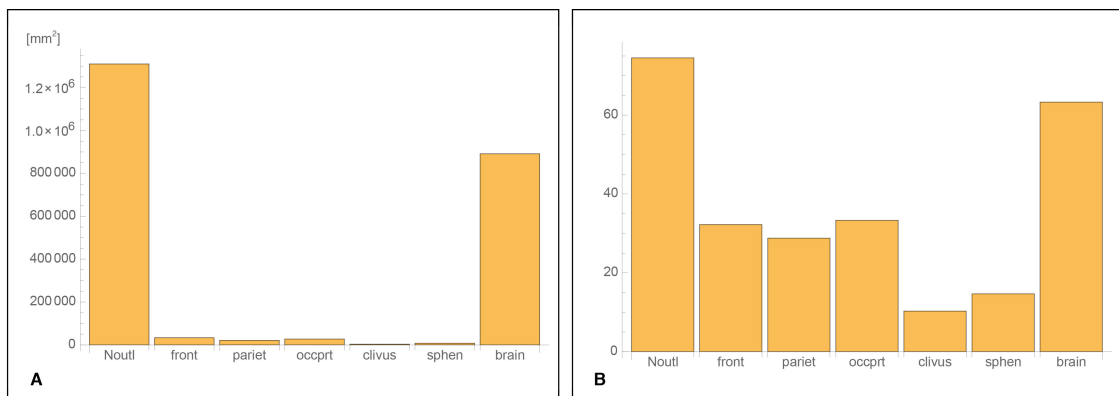 [mm²]
1.2 × 10⁶
1.0 × 10⁶
800 000
600 000
400 000
200 000
0
Noutl front pariet occprt clivus sphen brain
A
60
40
20
0
Noutl front pariet occprt clivus sphen brain
B